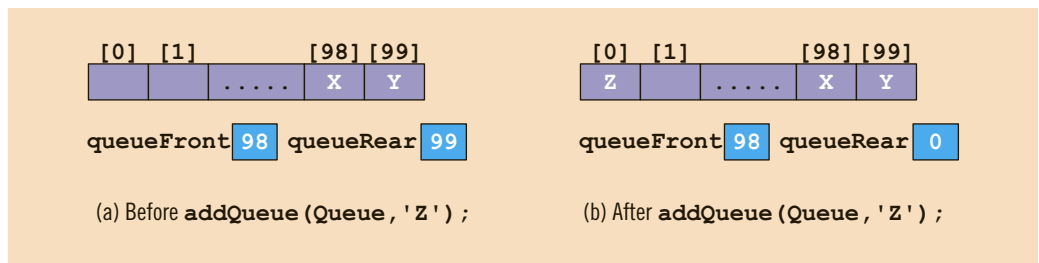 [0] [1] [98] [99]
..... X Y
queueFront 98 queueRear 99
(a) Before addQueue(Queue,'Z');
[0] [1] [98] [99]
Z ..... X Y
queueFront 98 queueRear 0
(b) After addQueue(Queue,'Z');